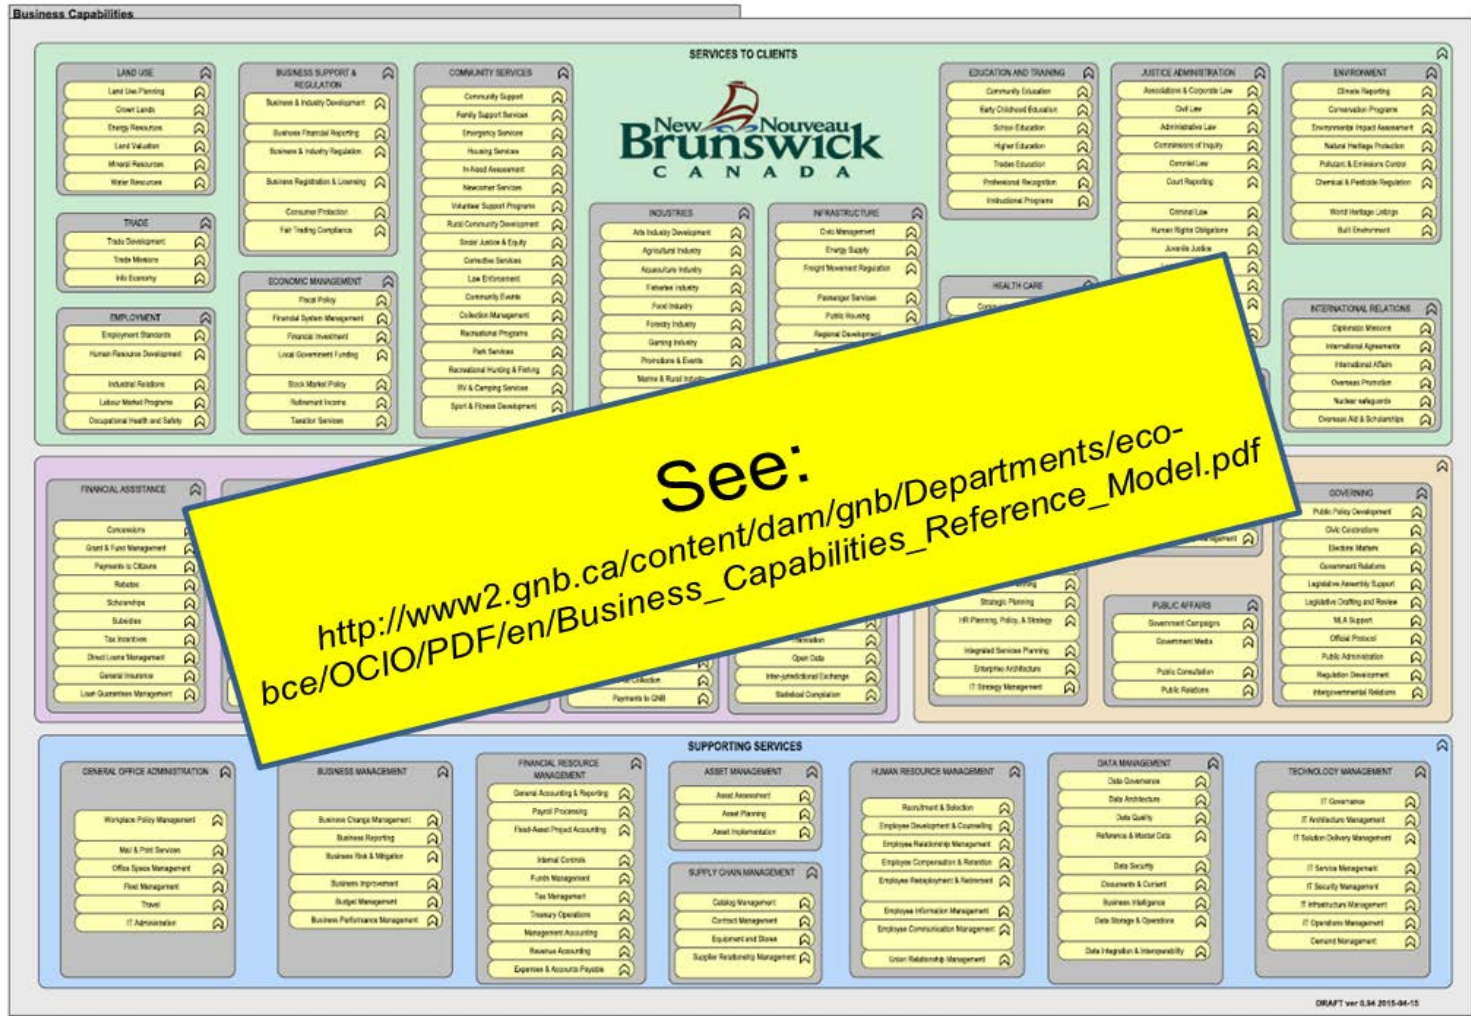 Business Capabilities
SERVICES TO CLIENTS
LAND USE
Land Use Planning
Crown Lands
Energy Resources
Land Valuation
Mineral Resources
Water Resources
TRADE
Trade Development
Trade Missions
Info Economy
EMPLOYMENT
Employment Standards
Human Resource Development
Industrial Relations
Labour Market Programs
Occupational Health and Safety
BUSINESS SUPPORT &
REGULATION
Business & Industry Development
Business Financial Reporting
Business & Industry Regulation
Business Registration & Licensing
Consumer Protection
Fair Trading Compliance
ECONOMIC MANAGEMENT
Fiscal Policy
Financial System Management
Financial Investment
Local Government Funding
Stock Market Policy
Retirement Income
Taxation Services
COMMUNITY SERVICES
Community Support
Family Support Services
Emergency Services
Housing Services
In-Need Assessment
Newcomer Services
Volunteer Support Programs
Rural Community Development
Social Justice & Equity
Corrective Services
Law Enforcement
Community Events
Collection Management
Recreational Programs
Park Services
Recreational Hunting & Fishing
RV & Camping Services
Sport & Fitness Development
New Nouveau
Brunswick
CANADA
INDUSTRIES
Arts Industry Development
Agricultural Industry
Aquaculture Industry
Fisheries Industry
Food Industry
Forestry Industry
Gaming Industry
Promotions & Events
Marine & Rural
INFRASTRUCTURE
Civic Management
Energy Supply
Freight Movement Regulation
Passenger Services
Public Housing
Regional Development
EDUCATION AND TRAINING
Community Education
Early Childhood Education
School Education
Higher Education
Trades Education
Professional Recognition
Instructional Programs
HEALTH CARE
JUSTICE ADMINISTRATION
Associations & Corporate Law
Civil Law
Administrative Law
Commissions of Inquiry
Coronial Law
Court Reporting
Criminal Law
Human Rights Obligations
Juvenile Justice
ENVIRONMENT
Climate Reporting
Conservation Programs
Environmental Impact Assessment
Natural Heritage Protection
Pollutant & Emissions Control
Chemical & Pesticide Regulation
World Heritage Listings
Built Environment
INTERNATIONAL RELATIONS
Diplomatic Missions
International Agreements
International Affairs
Overseas Promotion
Nuclear safeguards
Overseas Aid & Scholarships
See:
http://www2.gnb.ca/content/dam/gnb/Departments/eco-
bce/OCIO/PDF/en/Business_Capabilities_Reference_Model.pdf
FINANCIAL ASSISTANCE
Concessions
Grant & Fund Management
Payments to Citizens
Rebates
Scholarships
Subsidies
Tax Incentives
Direct Loans Management
General Insurance
Loan Guarantees Management
Collection
Payments to GNB
Open Data
Inter-jurisdictional Exchange
Statistical Compilation
Strategic Planning
HR Planning, Policy, & Strategy
Integrated Services Planning
Enterprise Architecture
IT Strategy Management
PUBLIC AFFAIRS
Government Campaigns
Government Media
Public Consultation
Public Relations
GOVERNING
Public Policy Development
Civic Celebrations
Electoral Matters
Government Relations
Legislative Assembly Support
Legislative Drafting and Review
MLA Support
Official Protocol
Public Administration
Regulation Development
Intergovernmental Relations
SUPPORTING SERVICES
GENERAL OFFICE ADMINISTRATION
Workplace Policy Management
Mail & Print Services
Office Space Management
Fleet Management
Travel
IT Administration
BUSINESS MANAGEMENT
Business Change Management
Business Reporting
Business Risk & Mitigation
Business Improvement
Budget Management
Business Performance Management
FINANCIAL RESOURCE
MANAGEMENT
General Accounting & Reporting
Payroll Processing
Fixed-Asset Project Accounting
Internal Controls
Funds Management
Tax Management
Treasury Operations
Management Accounting
Revenue Accounting
Expenses & Accounts Payable
ASSET MANAGEMENT
Asset Assessment
Asset Planning
Asset Implementation
SUPPLY CHAIN MANAGEMENT
Catalog Management
Contract Management
Equipment and Stores
Supplier Relationship Management
HUMAN RESOURCE MANAGEMENT
Recruitment & Selection
Employee Development & Counselling
Employee Relationship Management
Employee Compensation & Retention
Employee Redeployment & Retirement
Employee Information Management
Employee Communication Management
Union Relationship Management
DATA MANAGEMENT
Data Governance
Data Architecture
Data Quality
Reference & Master Data
Data Security
Documents & Content
Business Intelligence
Data Storage & Operations
Data Integration & Interoperability
TECHNOLOGY MANAGEMENT
IT Governance
IT Architecture Management
IT Solution Delivery Management
IT Service Management
IT Security Management
IT Infrastructure Management
IT Operations Management
Demand Management
DRAFT ver 0.94 2015-04-15